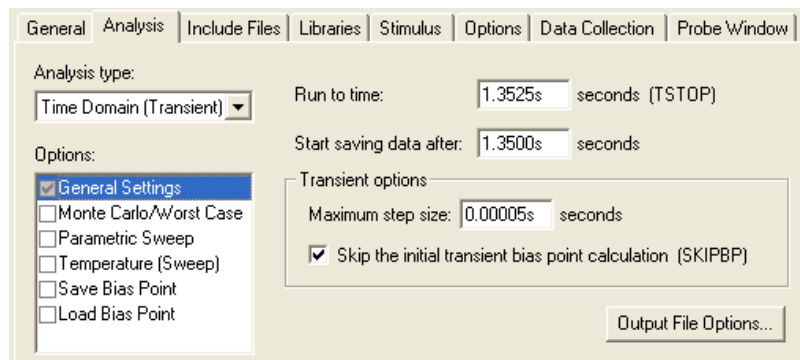 General Analysis Include Files Libraries Stimulus Options Data Collection Probe Window
Analysis type:
Time Domain (Transient)
Options:
General Settings
Monte Carlo/Worst Case
Parametric Sweep
Temperature (Sweep)
Save Bias Point
Load Bias Point
Run to time: 1.3525s seconds (TSTOP)
Start saving data after: 1.3500s seconds
Transient options
Maximum step size: 0.00005s seconds
Skip the initial transient bias point calculation (SKIPBP)
Output File Options...